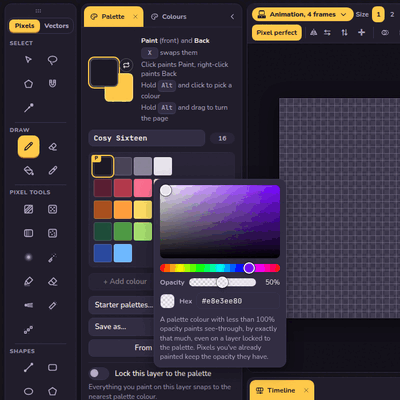 Pixels
Vectors
SELECT
DRAW
PIXEL TOOLS
SHAPES
Palette
Colours
Paint (front) and Back
X swaps them
Click paints Paint, right-click
paints Back
Hold Alt and click to pick a
colour
Hold Alt and drag to turn
the page
Cosy Sixteen
16
P
+ Add colour
Starter palettes...
Save as...
From
Lock this layer to the palette
Everything you paint on this layer snaps to the
nearest palette colour.
Opacity
50%
Hex
#e8e3ee80
A palette colour with less than 100%
opacity paints see-through, by exactly
that much, even on a layer locked to
the palette. Pixels you've already
painted keep the opacity they have.
Animation, 4 frames
Size
1
2
Pixel perfect
Timeline